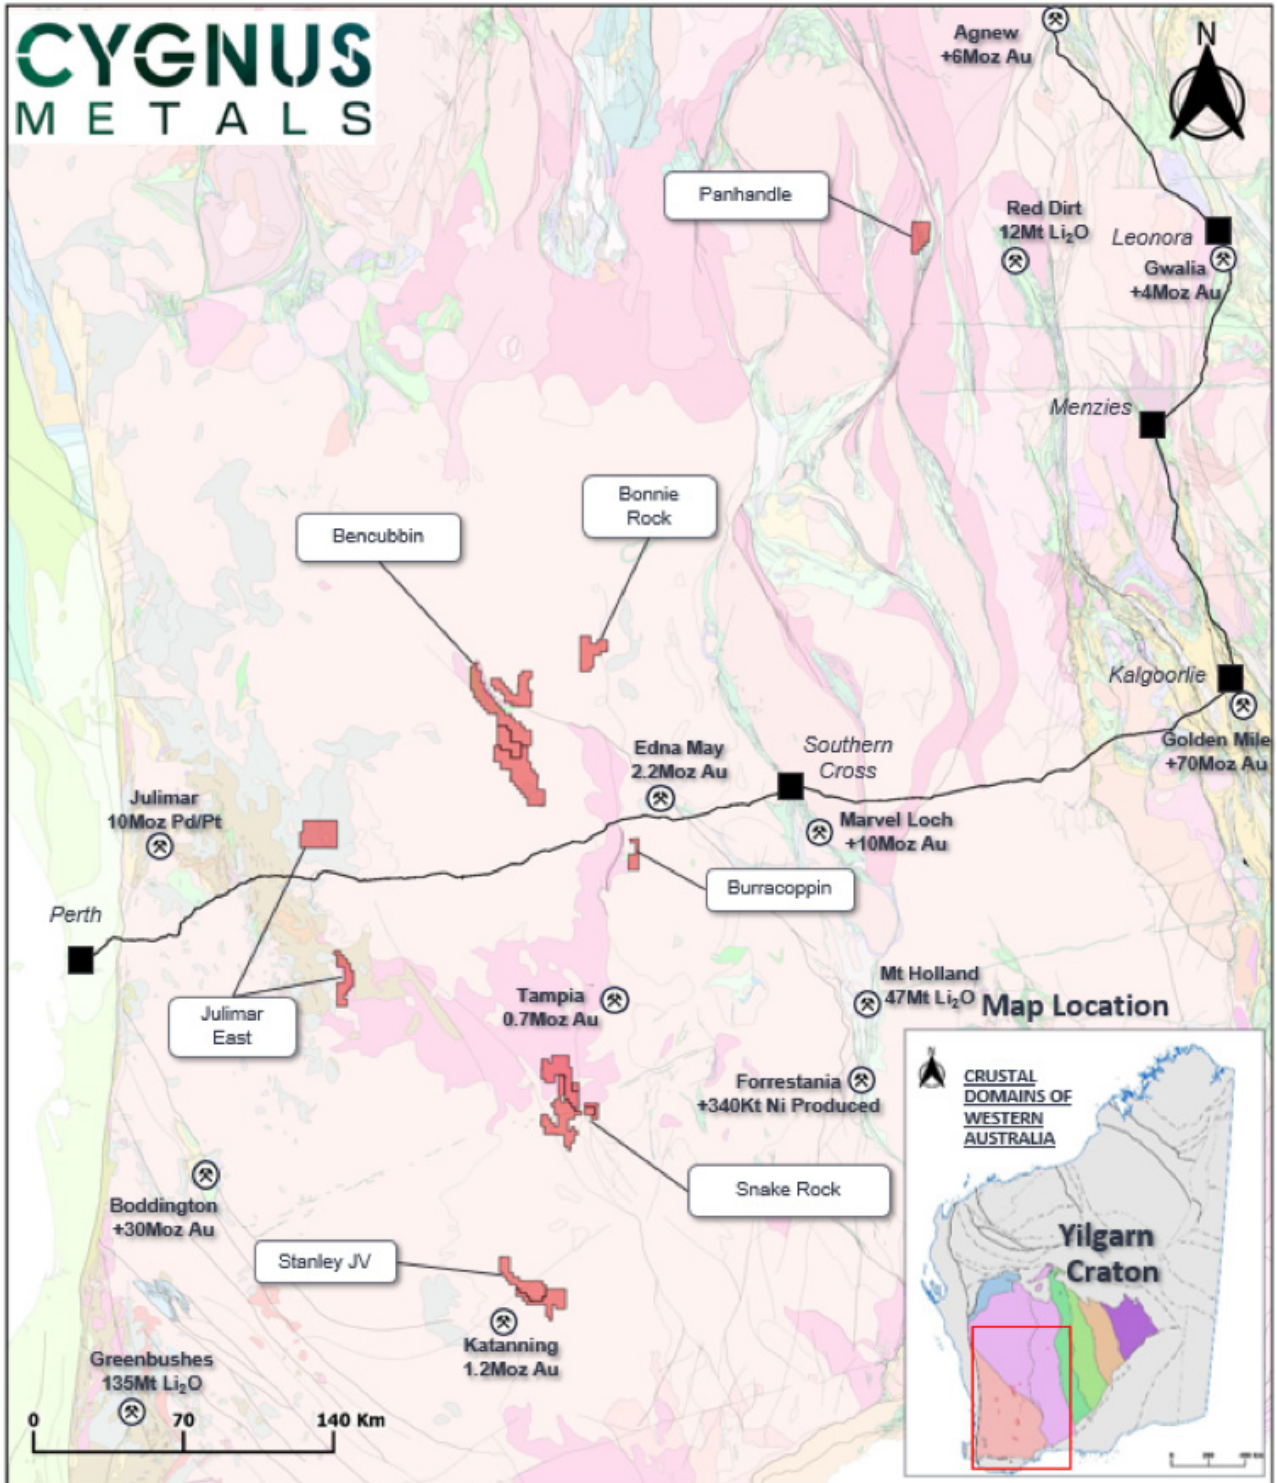 CYGNUS
METALS
Agnew
+6Moz Au
N
Panhandle
Red Dirt
12Mt Li₂O
Leonora
Gwalia
+4Moz Au
Menzies
Bonnie
Rock
Bencubbin
Kalgoorlie
Golden Mile
+70Moz Au
Southern
Cross
Edna May
2.2Moz Au
Julimar
10Moz Pd/Pt
Marvel Loch
+10Moz Au
Burracoppin
Perth
Julimar
East
Tampia
0.7Moz Au
Mt Holland
47Mt Li₂O
Map Location
Forrestania
+340Kt Ni Produced
Snake Rock
Boddington
+30Moz Au
Stanley JV
Katanning
1.2Moz Au
Greenbushes
135Mt Li₂O
0 70 140 Km
N
CRUSTAL
DOMAINS OF
WESTERN
AUSTRALIA
Yilgarn
Craton